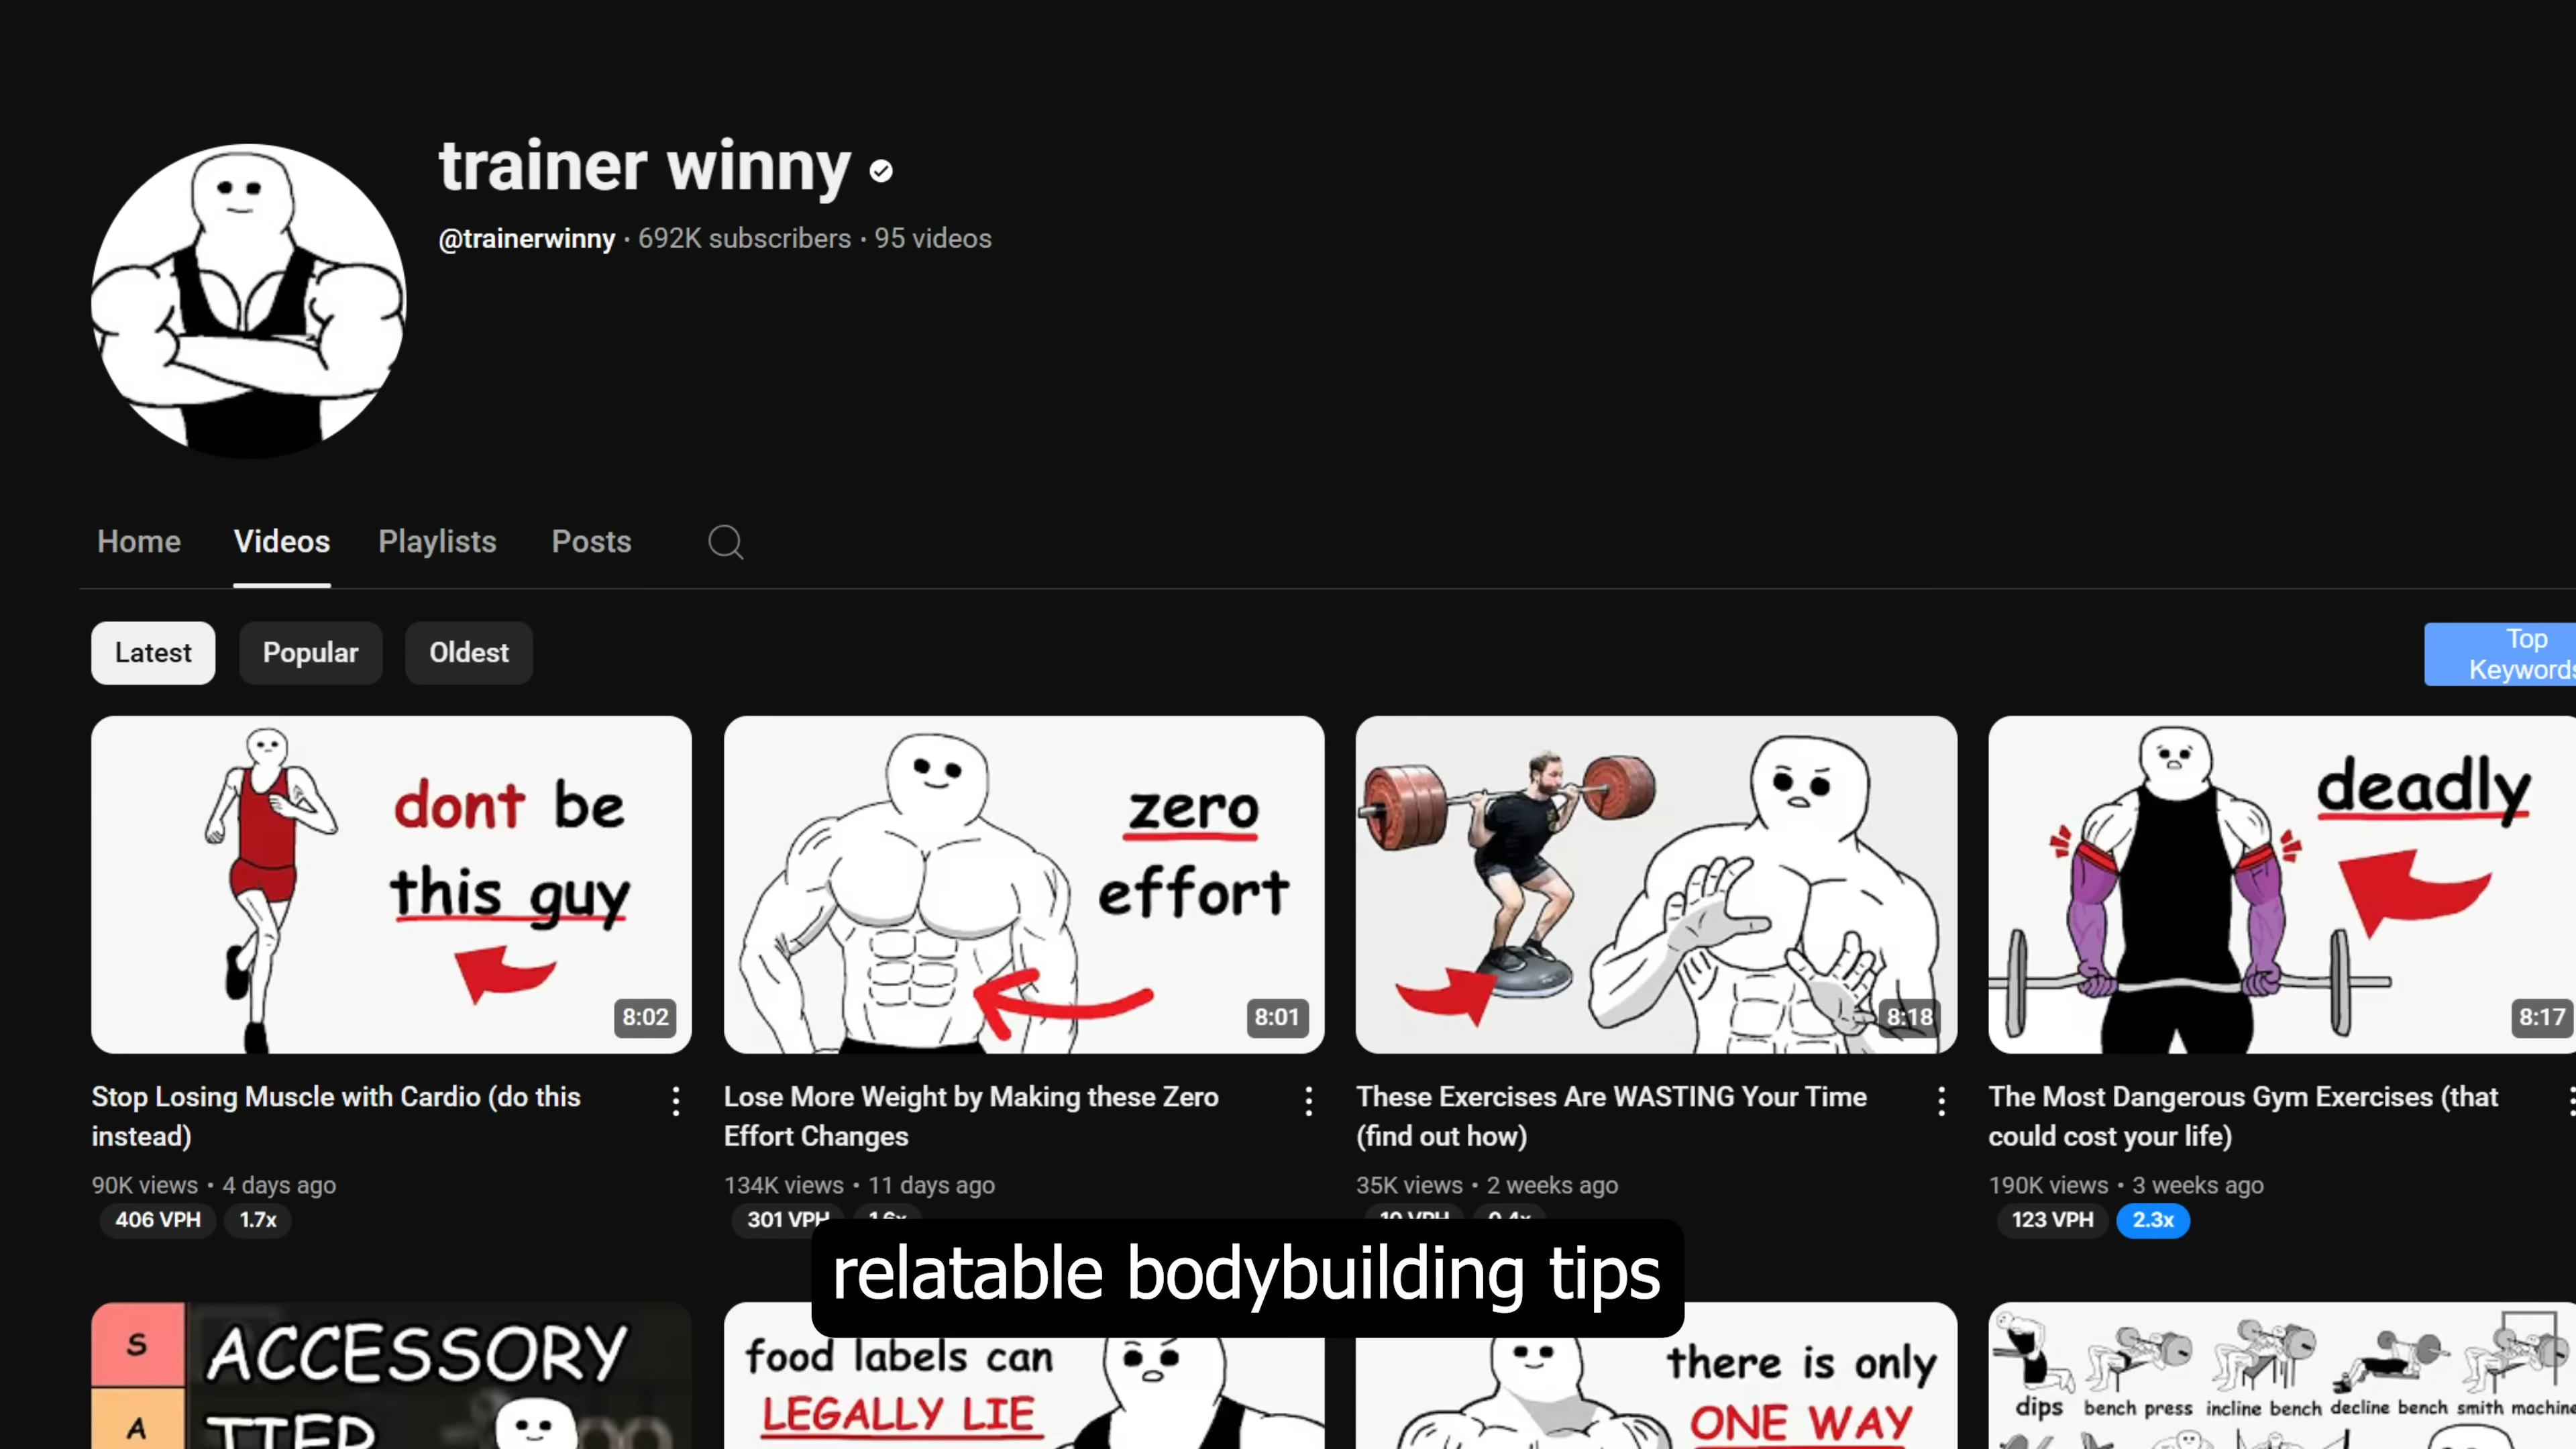 trainer winny
@trainerwinny · 692K subscribers · 95 videos
Home Videos Playlists Posts
Latest Popular Oldest
Top
Keywords
dont be
this guy
8:02
zero
effort
8:01
8:18
deadly
8:17
Stop Losing Muscle with Cardio (do this
instead)
90K views • 4 days ago
406 VPH 1.7x
Lose More Weight by Making these Zero
Effort Changes
134K views • 11 days ago
301 VPH 1.6x
These Exercises Are WASTING Your Time
(find out how)
35K views • 2 weeks ago
The Most Dangerous Gym Exercises (that
could cost your life)
190K views • 3 weeks ago
123 VPH 2.3x
relatable bodybuilding tips
S
A
ACCESSORY
TIER
food labels can
LEGALLY LIE
there is only
ONE WAY
dips bench press incline bench decline bench smith machine